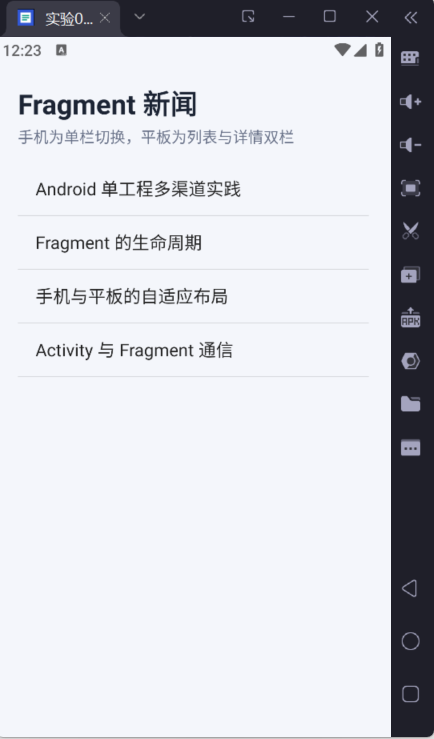 实验0...
12:23
A
Fragment 新闻
手机为单栏切换，平板为列表与详情双栏
Android 单工程多渠道实践
Fragment 的生命周期
手机与平板的自适应布局
Activity 与 Fragment 通信
APK